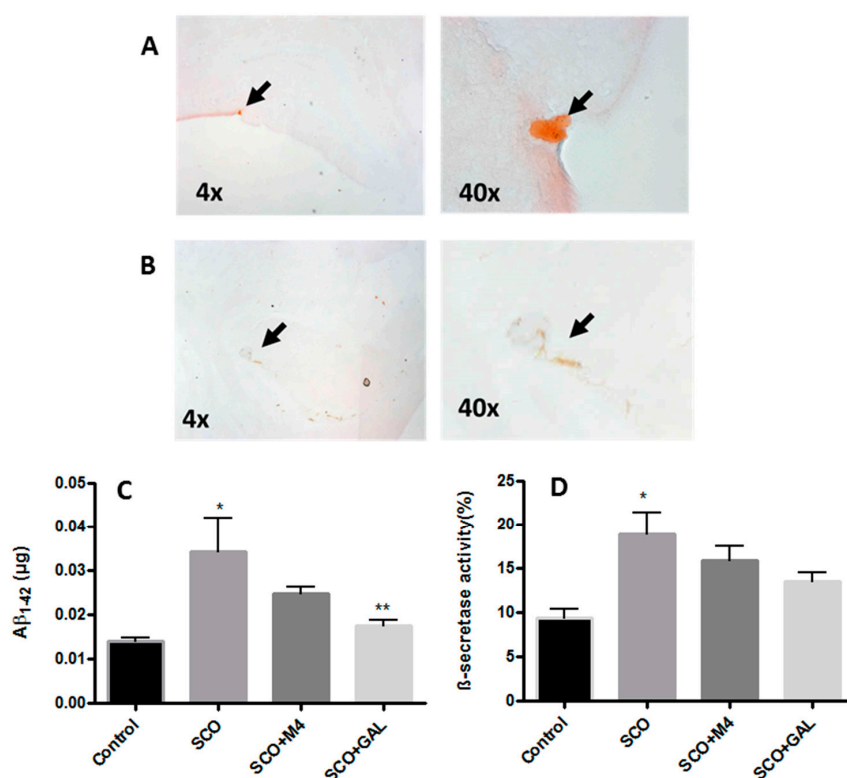 A
4x
40x
B
4x
40x
C
Aβ1-42 (µg)
0.05
0.04
0.03
0.02
0.01
0.00
*
**
Control
SCO
SCO+M4
SCO+GAL
D
ß-secretase activity(%)
25
20
15
10
5
0
*
Control
SCO
SCO+M4
SCO+GAL